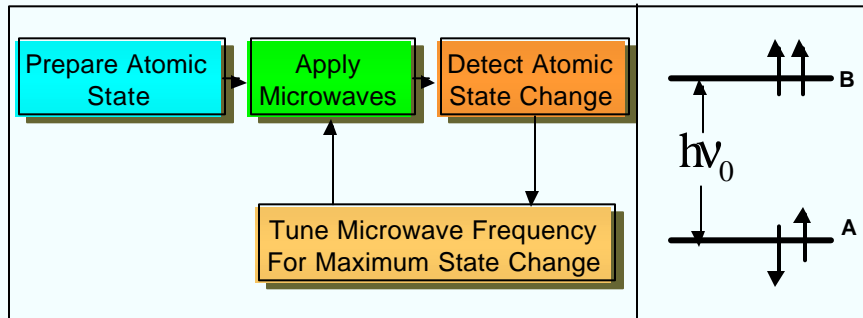 Prepare Atomic
State
Apply
Microwaves
Detect Atomic
State Change
Tune Microwave Frequency
For Maximum State Change
B
hν₀
A